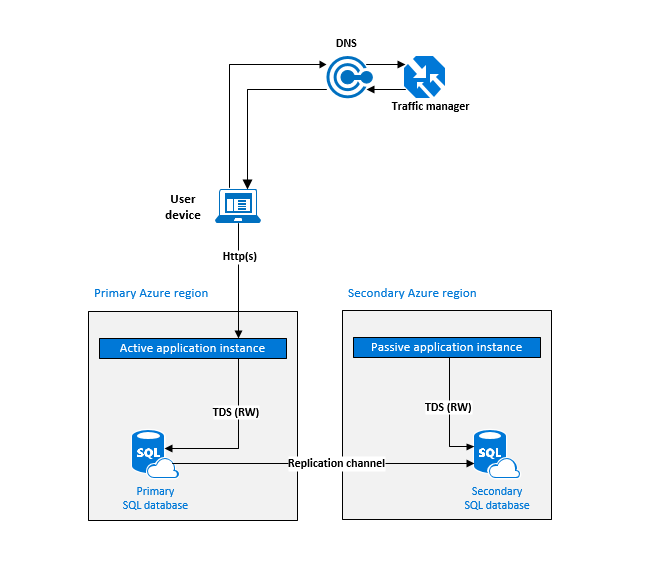 DNS
Traffic manager
User
device
Http(s)
Primary Azure region
Secondary Azure region
Active application instance
Passive application instance
TDS (RW)
TDS (RW)
SQL
SQL
Replication channel
Primary
SQL database
Secondary
SQL database